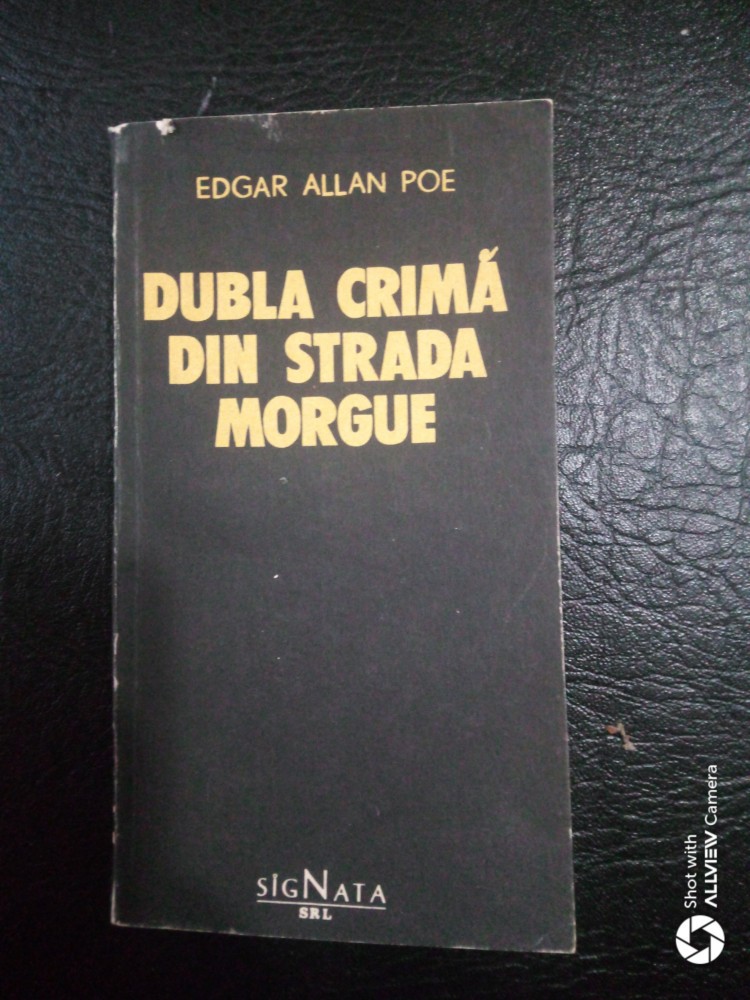 EDGAR ALLAN POE
DUBLA CRIMĂ
DIN STRADA
MORGUE
SIGNATA
SRL
Shot with
ALLVIEW Camera